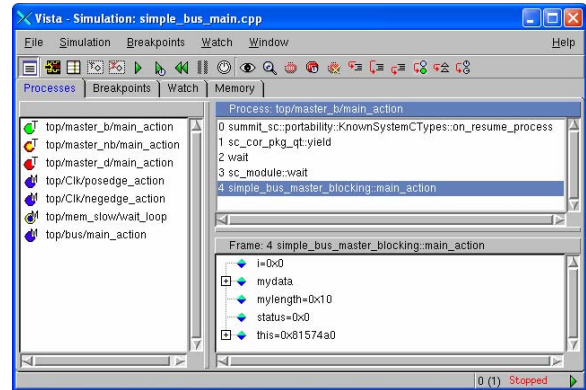 Vista - Simulation: simple_bus_main.cpp
File Simulation Breakpoints Watch Window Help
Processes Breakpoints Watch Memory
top/master_b/main_action
top/master_nb/main_action
top/master_d/main_action
top/Clk/posedge_action
top/Clk/negedge_action
top/mem_slow/wait_loop
top/bus/main_action
Process: top/master_b/main_action
0 summit_sc::portability::KnownSystemCTypes::on_resume_process
1 sc_cor_pkg_qt::yield
2 wait
3 sc_module::wait
4 simple_bus_master_blocking::main_action
Frame: 4 simple_bus_master_blocking::main_action
i=0x0
mydata
mylength=0x10
status=0x0
this=0x81574a0
0 (1) Stopped